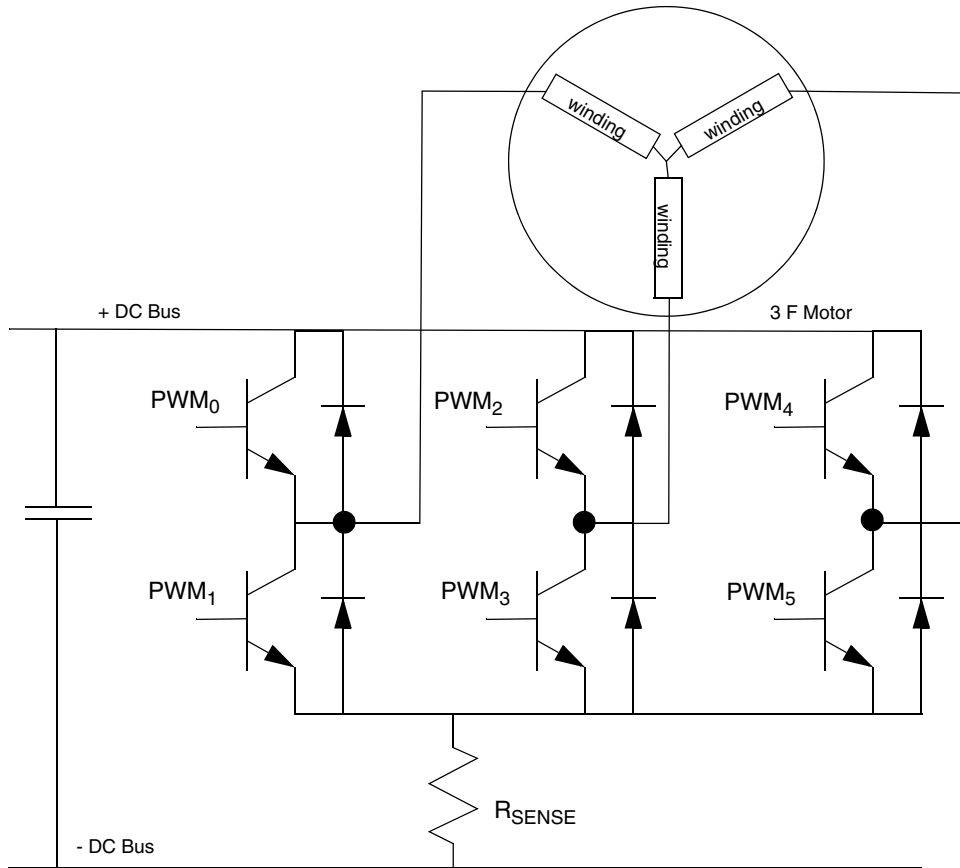 winding
winding
winding
+ DC Bus
3 F Motor
PWM0
PWM2
PWM4
PWM1
PWM3
PWM5
RSENSE
- DC Bus